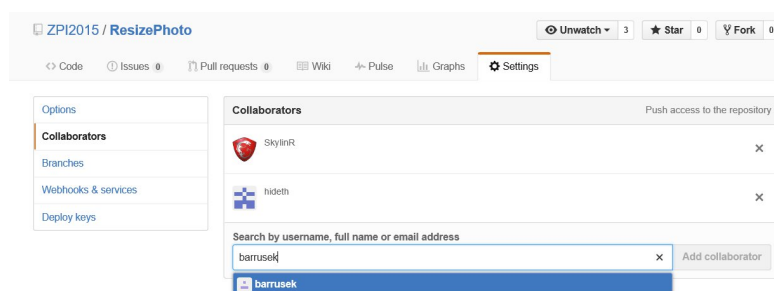 ZPI2015 / ResizePhoto Unwatch 3 Star 0 Fork 0
Code Issues 0 Pull requests 0 Wiki Pulse Graphs Settings
Options
Collaborators
Branches
Webhooks & services
Deploy keys
Collaborators Push access to the repository
SkylinR
hideth
Search by username, full name or email address
barrusek Add collaborator
barrusek